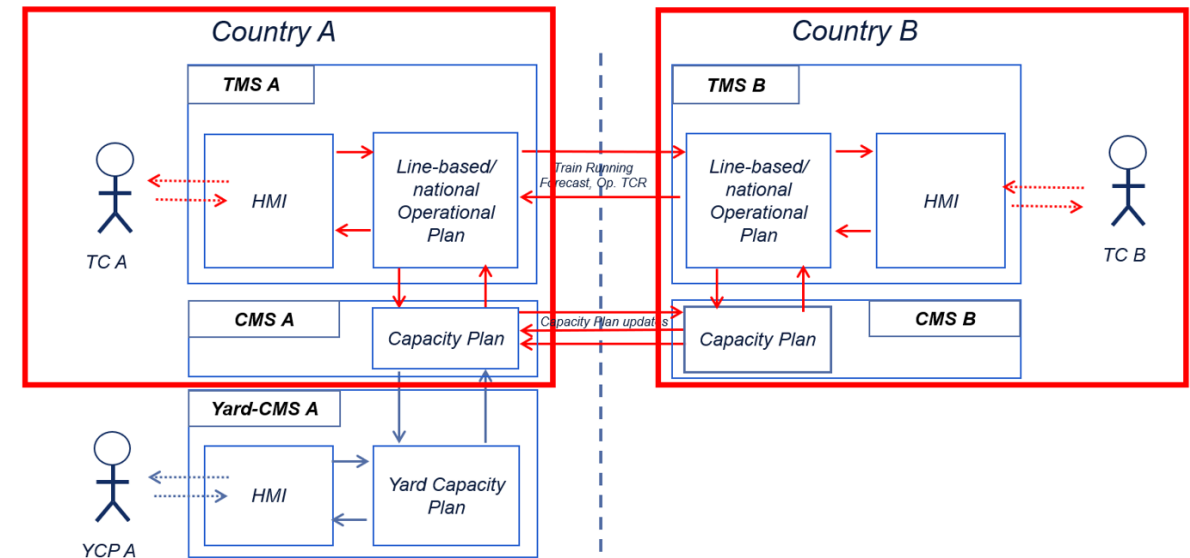 Country A
Country B
TMS A
TMS B
HMI
Line-based/
national
Operational
Plan
Train Running
Forecast, Op. TCR
Line-based/
national
Operational
Plan
HMI
TC A
TC B
CMS A
Capacity Plan
Capacity Plan updates
Capacity Plan
CMS B
Yard-CMS A
HMI
Yard Capacity
Plan
YCP A